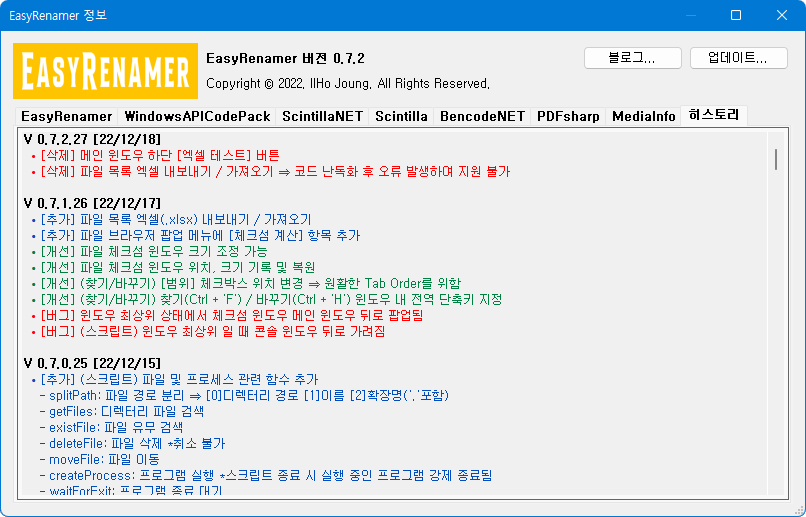 EasyRenamer 정보
EASYRENAMER
EasyRenamer 버젼 0.7.2
Copyright © 2022, IlHo Joung, All Rights Reserved,
블로그...
업데이트...
EasyRenamer WindowsAPICodePack ScintillaNET Scintilla BencodeNET PDFsharp MediaInfo 히스토리
V 0.7.2.27 [22/12/18]
• [삭제] 메인 윈도우 하단 [엑셀 테스트] 버튼
• [삭제] 파일 목록 엑셀 내보내기 / 가져오기 ⇒ 코드 난독화 후 오류 발생하여 지원 불가
V 0.7.1.26 [22/12/17]
• [추가] 파일 목록 엑셀(.xlsx) 내보내기 / 가져오기
• [추가] 파일 브라우저 팝업 메뉴에 [체크섬 계산] 항목 추가
• [개선] 파일 체크섬 윈도우 크기 조정 가능
• [개선] 파일 체크섬 윈도우 위치, 크기 기록 및 복원
• [개선] (찾기/바꾸기) [범위] 체크박스 위치 변경 ⇒ 원활한 Tab Order를 위함
• [개선] (찾기/바꾸기) 찾기(Ctrl + 'F') / 바꾸기(Ctrl + 'H') 윈도우 내 전역 단축키 지정
• [버그] 윈도우 최상위 상태에서 체크섬 윈도우 메인 윈도우 뒤로 팝업됨
• [버그] (스크립트) 윈도우 최상위 일 때 콘솔 윈도우 뒤로 가려짐
V 0.7.0.25 [22/12/15]
• [추가] (스크립트) 파일 및 프로세스 관련 함수 추가
- splitPath: 파일 경로 분리 ⇒ [0]디렉터리 경로 [1]이름 [2]확장명('.'포함)
- getFiles: 디렉터리 파일 검색
- existFile: 파일 유무 검색
- deleteFile: 파일 삭제 *취소 불가
- moveFile: 파일 이동
- createProcess: 프로그램 실행 *스크립트 종료 시 실행 중인 프로그램 강제 종료됨
- waitForExit: 프로그램 종료 대기